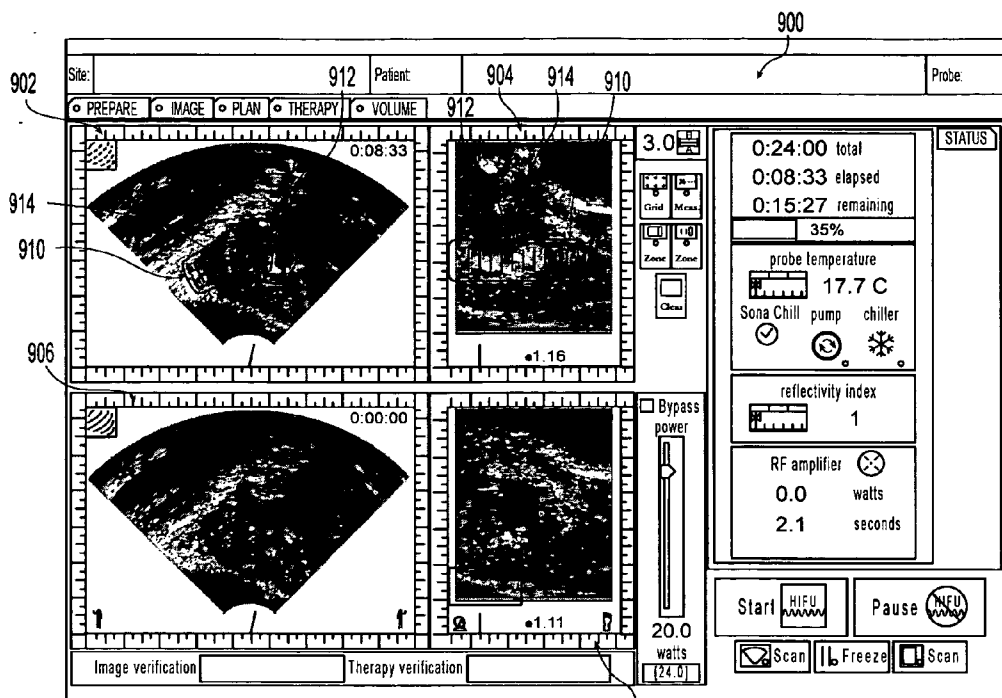 900
902
912
904
914
910
Site:
Patient:
Probe:
PREPARE
IMAGE
PLAN
THERAPY
VOLUME
912
STATUS
0:08:33
3.0
0:24:00 total
0:08:33 elapsed
0:15:27 remaining
35%
Grid
Meas
914
910
Zone
Zone
Clear
probe temperature
17.7 C
Sona Chill
pump
chiller
1.16
906
reflectivity index
1
0:00:00
Bypass
power
RF amplifier
0.0 watts
2.1 seconds
Start
HIFU
Pause
HIFU
1.11
20.0
watts
(24.0)
Scan
Freeze
Scan
Image verification
Therapy verification